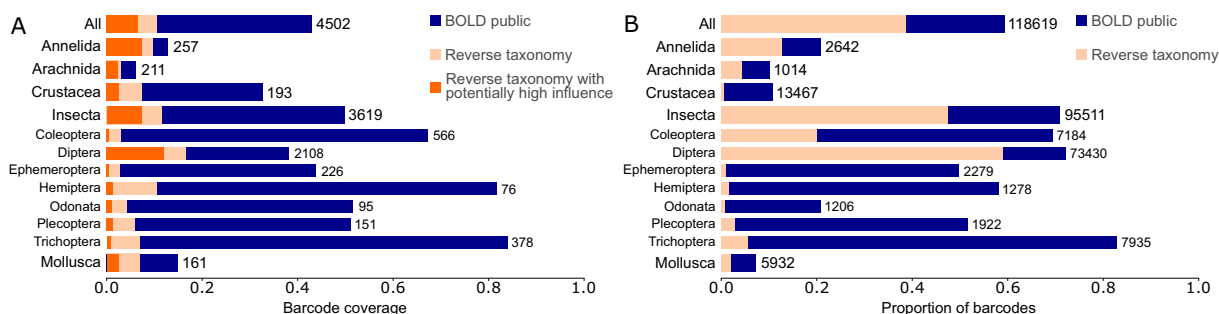 A
All 4502
Annelida 257
Arachnida 211
Crustacea 193
Insecta 3619
Coleoptera 566
Diptera 2108
Ephemeroptera 226
Hemiptera 76
Odonata 95
Plecoptera 151
Trichoptera 378
Mollusca 161
0.0 0.2 0.4 0.6 0.8 1.0
Barcode coverage
BOLD public
Reverse taxonomy
Reverse taxonomy with
potentially high influence
B
All 118619
Annelida 2642
Arachnida 1014
Crustacea 13467
Insecta 95511
Coleoptera 7184
Diptera 73430
Ephemeroptera 2279
Hemiptera 1278
Odonata 1206
Plecoptera 1922
Trichoptera 7935
Mollusca 5932
0.0 0.2 0.4 0.6 0.8 1.0
Proportion of barcodes
BOLD public
Reverse taxonomy